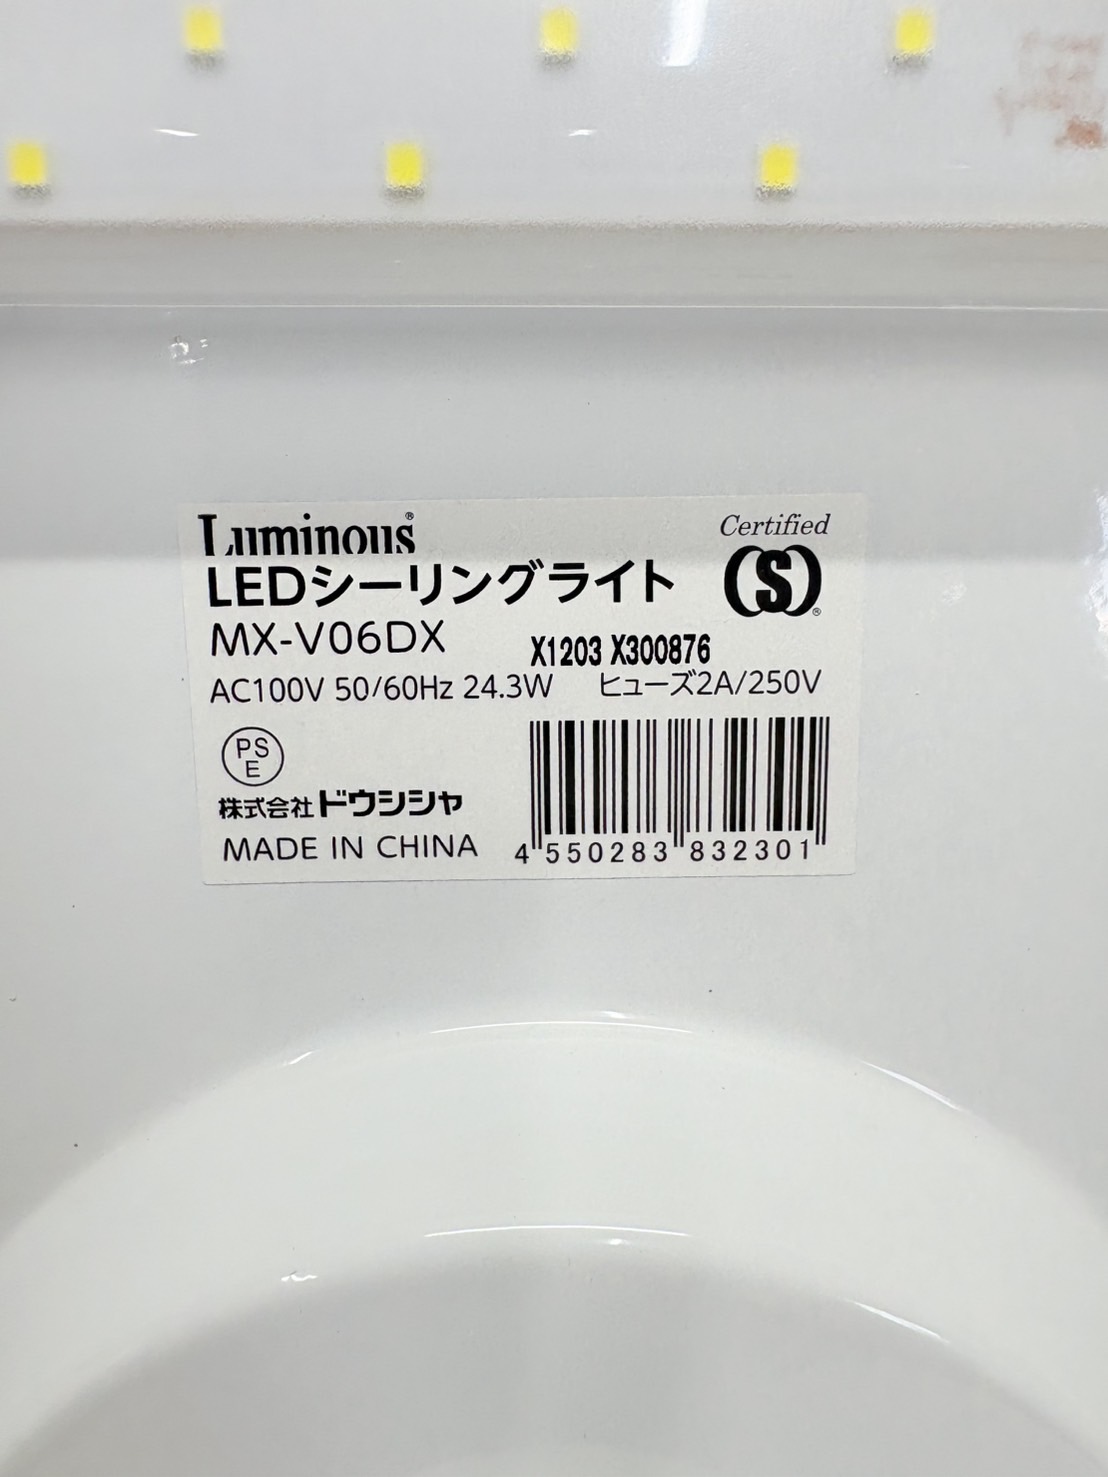 Luminous®
Certified
LEDシーリングライト
(S)®
MX-V06DX
X1203 X300876
AC100V 50/60Hz 24.3W ヒューズ2A/250V
PS
E
株式会社ドウシシャ
MADE IN CHINA
4 550283 832301